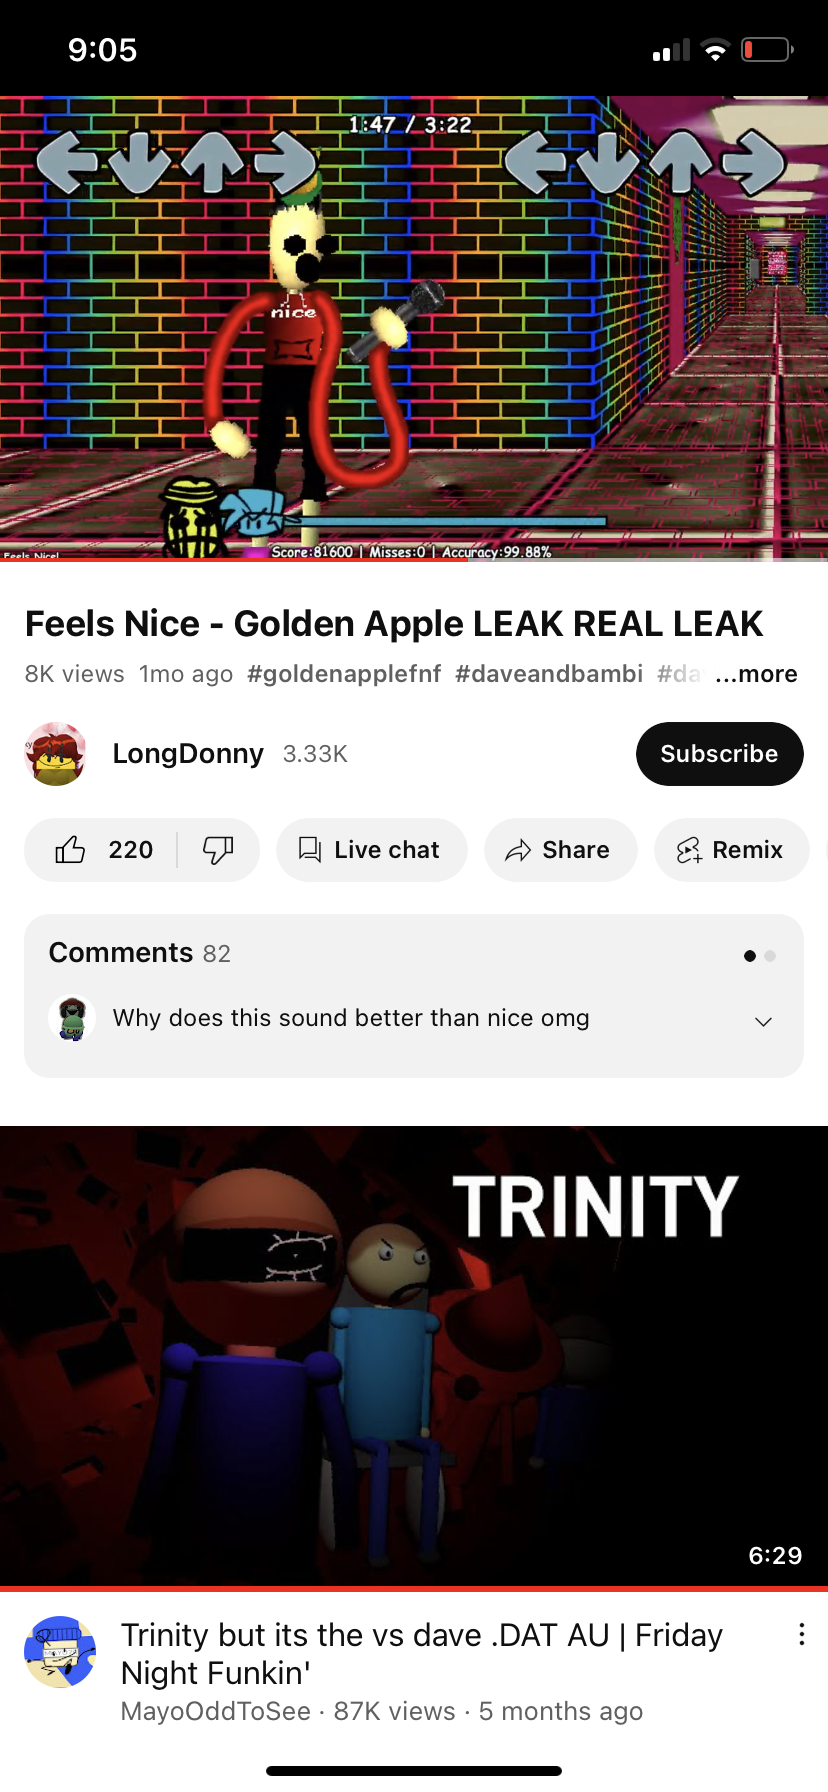 9:05
1:47 / 3:22
nice
Score:81600 | Misses:0 | Accuracy:99.88%
Feels Nice!
Feels Nice - Golden Apple LEAK REAL LEAK
8K views 1mo ago #goldenapplefnf #daveandbambi #da ...more
LongDonny 3.33K
Subscribe
220
Live chat
Share
Remix
Comments 82
Why does this sound better than nice omg
TRINITY
6:29
Trinity but its the vs dave .DAT AU | Friday
Night Funkin'
MayoOddToSee · 87K views · 5 months ago